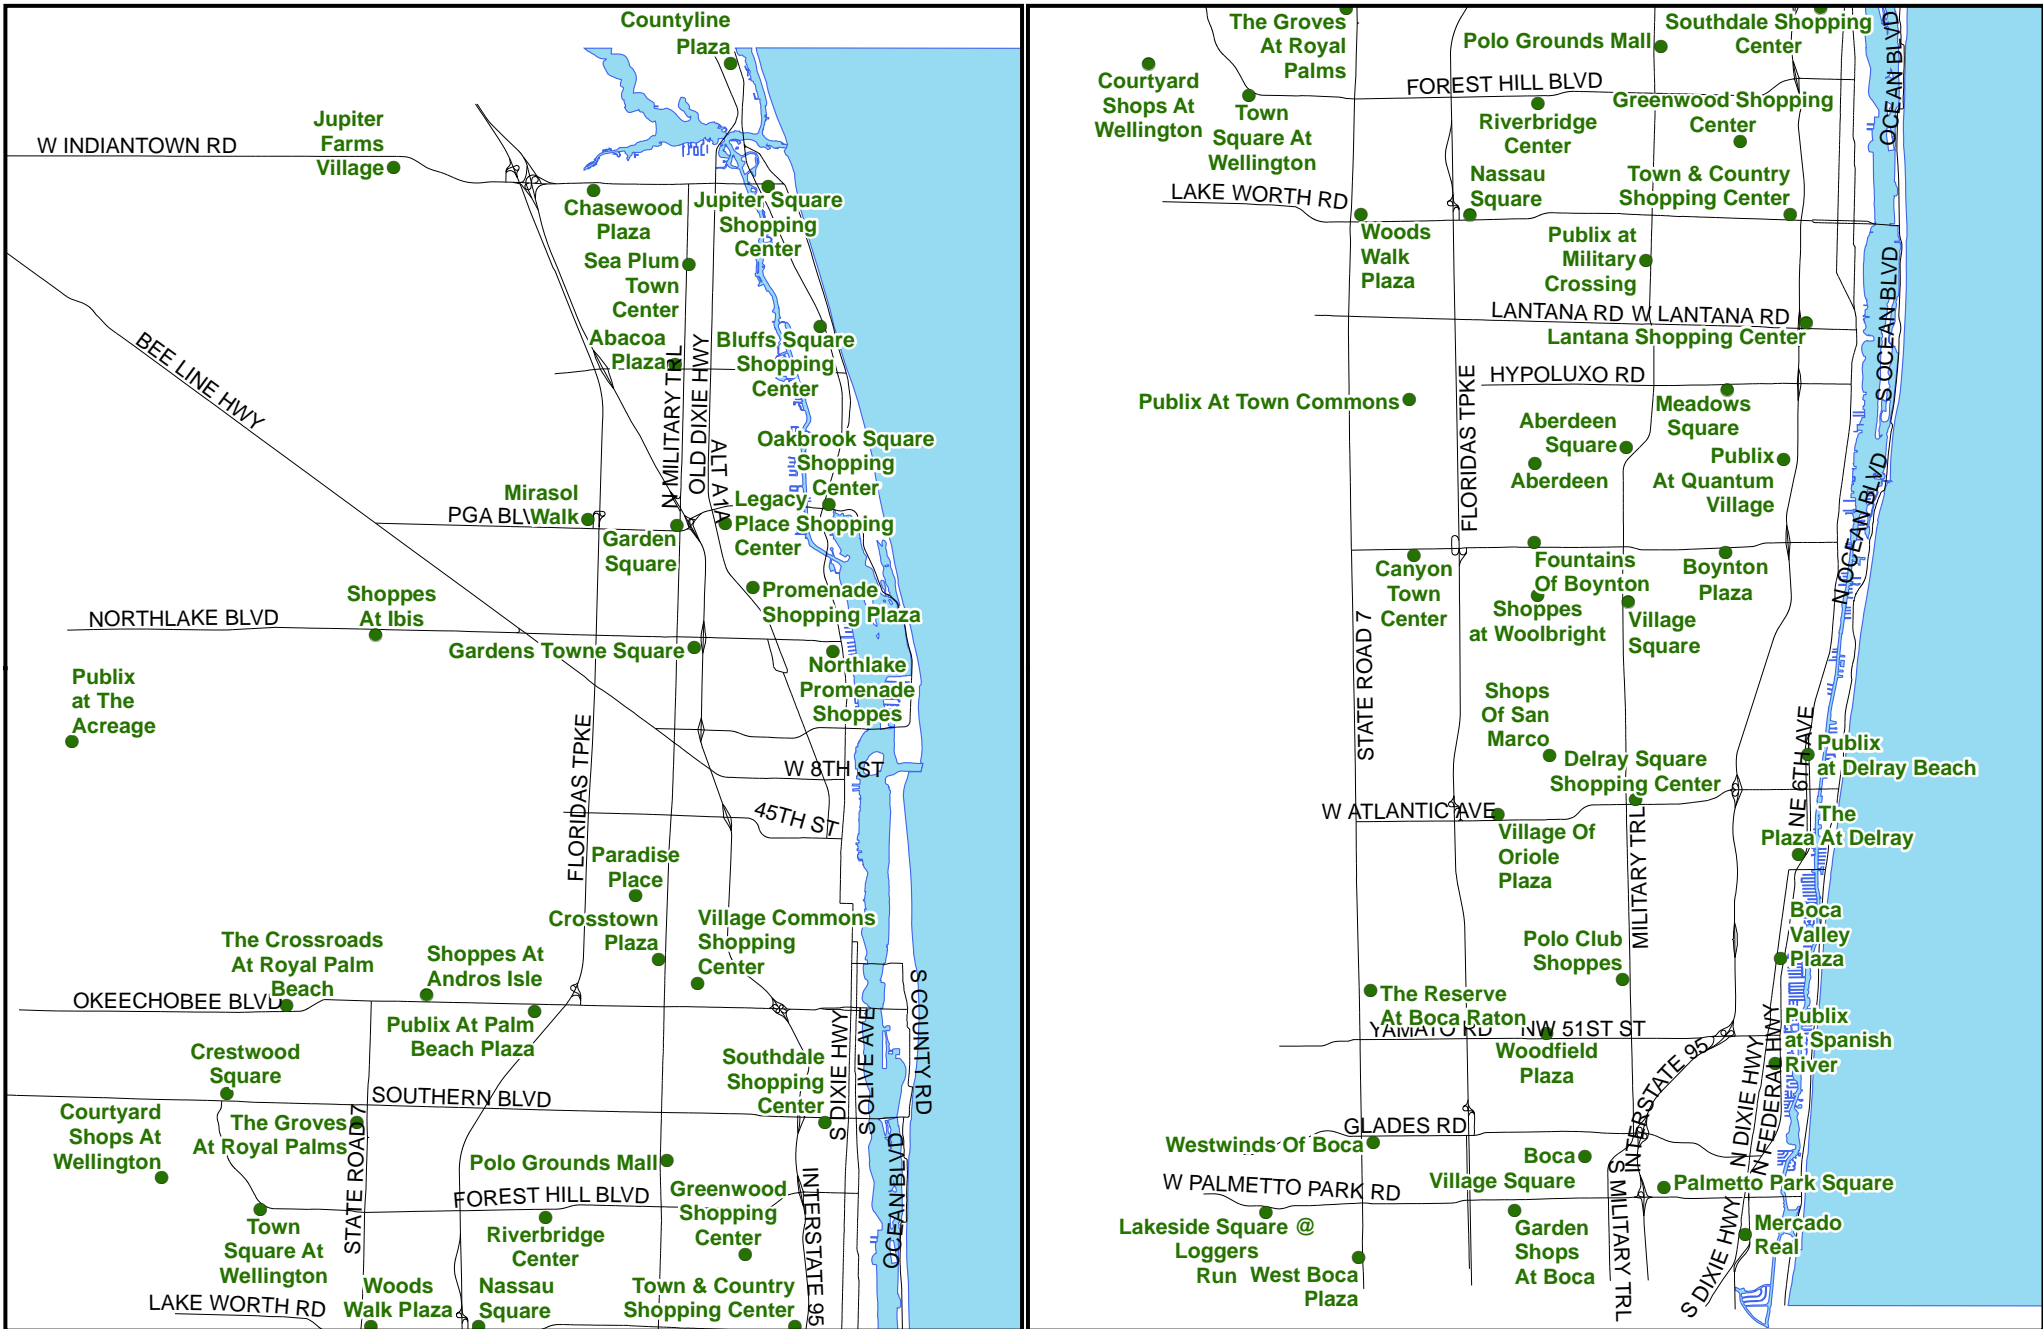 Countyline
Plaza
Jupiter
Farms
Village
W INDIANTOWN RD
Chasewood
Plaza
Jupiter Square
Shopping
Center
Sea Plum
Town
Center
Abacoa
Plaza
Bluffs Square
Shopping
Center
BEE LINE HWY
N MILITARY TRL
OLD DIXIE HWY
ALT A1A
Oakbrook Square
Shopping
Center
Mirasol
Walk
PGA BLV
Garden
Square
Legacy
Place Shopping
Center
Promenade
Shopping Plaza
Shoppes
At Ibis
NORTHLAKE BLVD
Gardens Towne Square
Northlake
Promenade
Shoppes
Publix
at The
Acreage
FLORIDAS TPKE
W 8TH ST
45TH ST
Paradise
Place
Crosstown
Plaza
Village Commons
Shopping
Center
The Crossroads
At Royal Palm
Beach
Shoppes At
Andros Isle
OKEECHOBEE BLVD
Publix At Palm
Beach Plaza
S DIXIE HWY
S OLIVE AVE
S COUNTY RD
Crestwood
Square
Southdale
Shopping
Center
SOUTHERN BLVD
Courtyard
Shops At
Wellington
The Groves
At Royal Palms
STATE ROAD 7
Polo Grounds Mall
FOREST HILL BLVD
Greenwood
Shopping
Center
INTERSTATE 95
OCEAN BLVD
Town
Square At
Wellington
Riverbridge
Center
LAKE WORTH RD
Woods
Walk Plaza
Nassau
Square
Town & Country
Shopping Center
The Groves
At Royal
Palms
Polo Grounds Mall
Southdale Shopping
Center
OCEAN BLVD
Courtyard
Shops At
Wellington
Town
Square At
Wellington
FOREST HILL BLVD
Riverbridge
Center
Greenwood Shopping
Center
LAKE WORTH RD
Nassau
Square
Town & Country
Shopping Center
Woods
Walk
Plaza
Publix at
Military
Crossing
S OCEAN BLVD
LANTANA RD
W LANTANA RD
Lantana Shopping Center
HYPOLUXO RD
Publix At Town Commons
FLORIDAS TPKE
Meadows
Square
Aberdeen
Square
Aberdeen
Publix
At Quantum
Village
N OCEAN BLVD
Canyon
Town
Center
Fountains
Of Boynton
Boynton
Plaza
Shoppes
at Woolbright
Village
Square
STATE ROAD 7
Shops
Of San
Marco
Delray Square
Shopping Center
NE 6TH AVE
Publix
at Delray Beach
W ATLANTIC AVE
Village Of
Oriole
Plaza
MILITARY TRL
The
Plaza At Delray
Boca
Valley
Plaza
Polo Club
Shoppes
The Reserve
At Boca Raton
YAMATO RD
NW 51ST ST
Woodfield
Plaza
INTERSTATE 95
N DIXIE HWY
N FEDERAL HWY
Publix
at Spanish
River
GLADES RD
Westwinds Of Boca
Boca
Village Square
W PALMETTO PARK RD
Palmetto Park Square
Lakeside Square @
Loggers
Run
West Boca
Plaza
Garden
Shops
At Boca
S MILITARY TRL
S DIXIE HWY
Mercado
Real